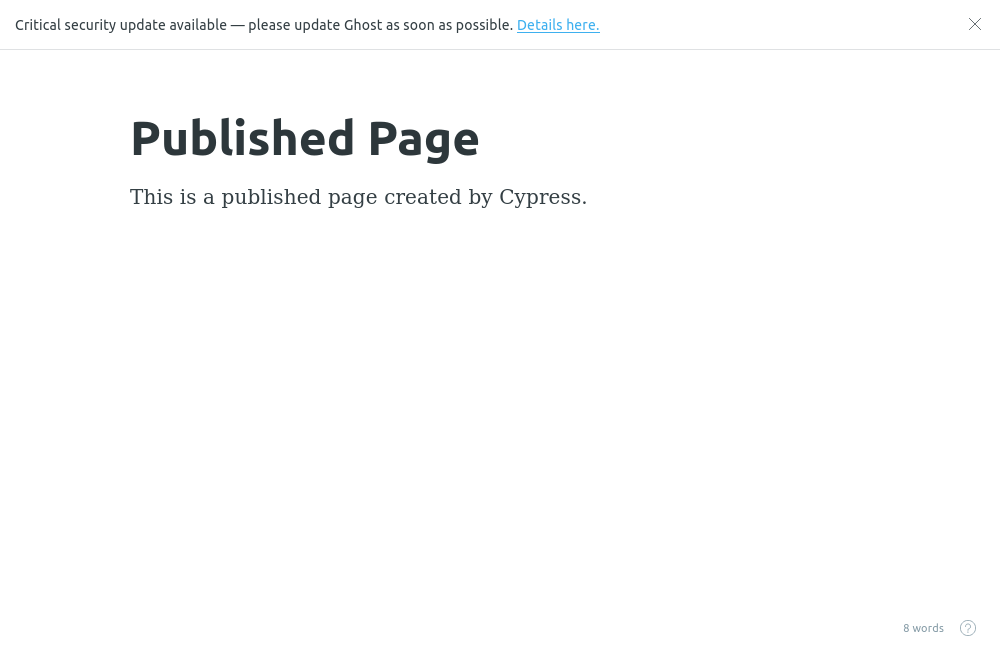 Critical security update available — please update Ghost as soon as possible. Details here.
Published Page
This is a published page created by Cypress.
8 words
?